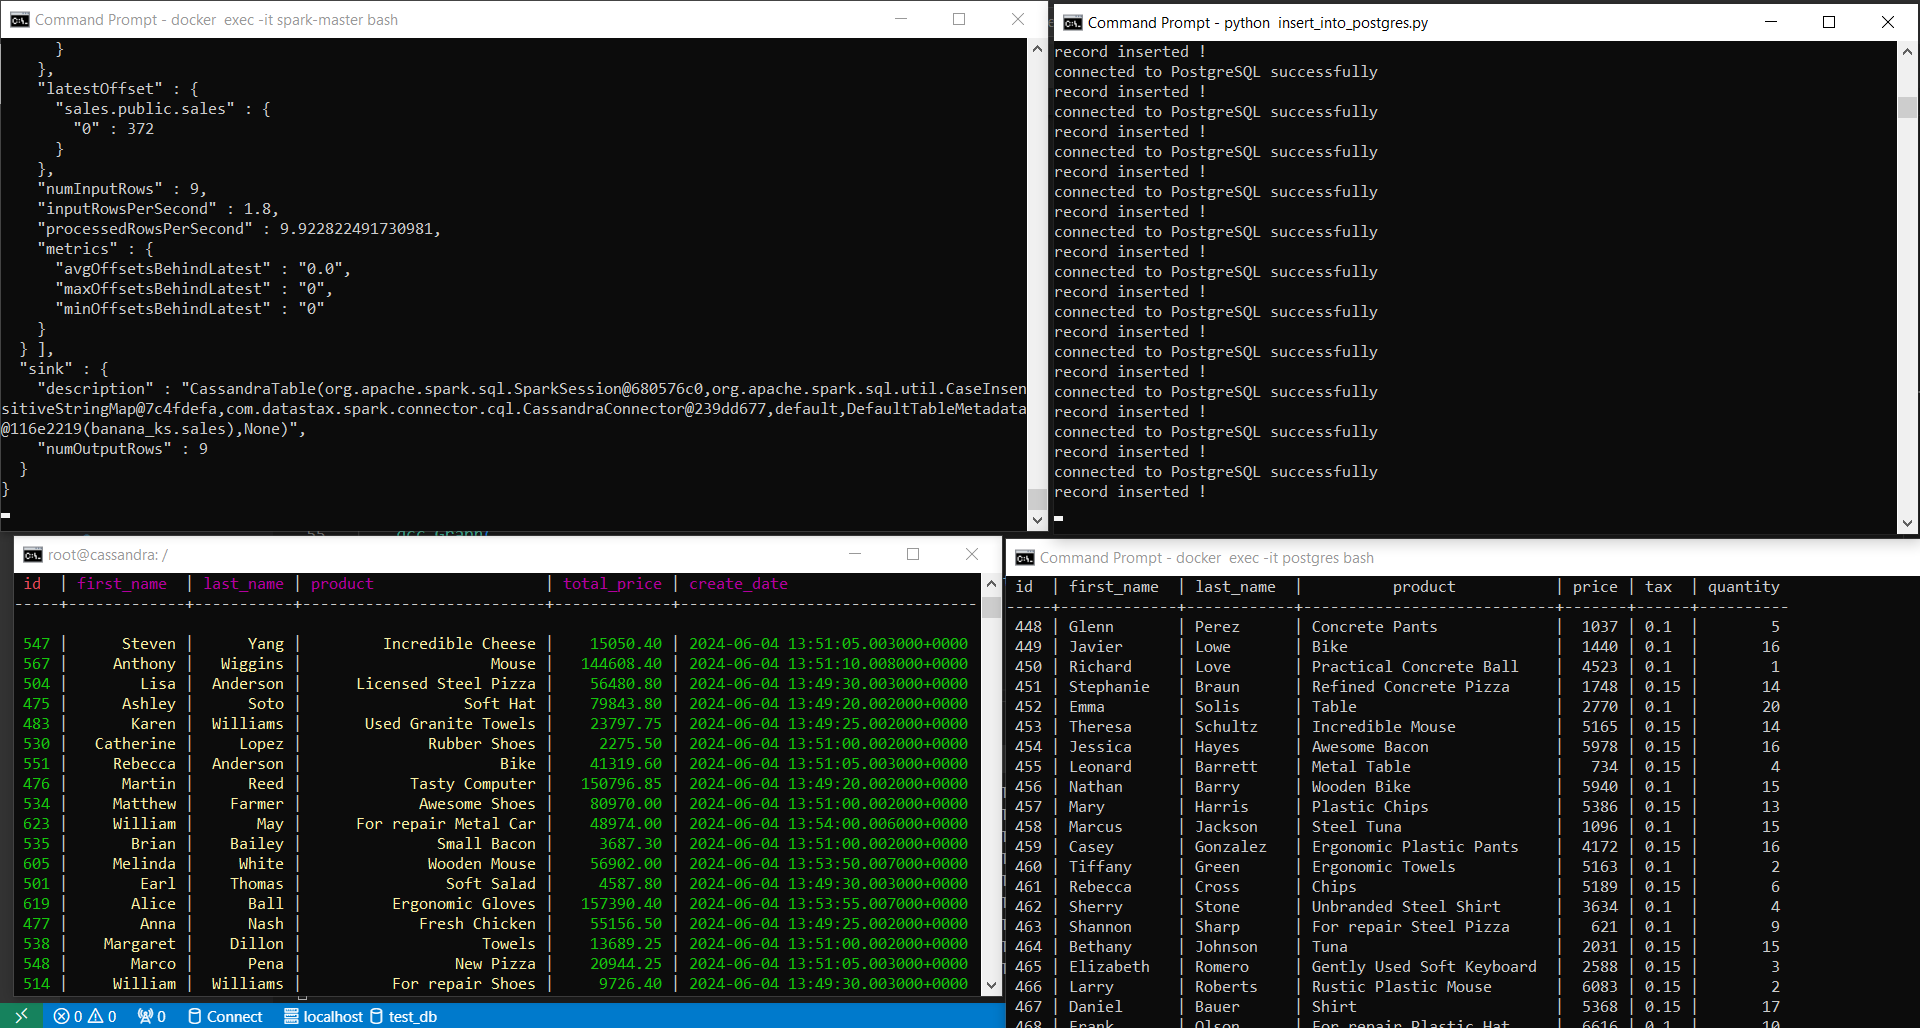 Command Prompt - docker  exec -it spark-master bash
      }
    },
    "latestOffset" : {
      "sales.public.sales" : {
        "0" : 372
      }
    },
    "numInputRows" : 9,
    "inputRowsPerSecond" : 1.8,
    "processedRowsPerSecond" : 9.922822491730981,
    "metrics" : {
      "avgOffsetsBehindLatest" : "0.0",
      "maxOffsetsBehindLatest" : "0",
      "minOffsetsBehindLatest" : "0"
    }
  } ],
  "sink" : {
    "description" : "CassandraTable(org.apache.spark.sql.SparkSession@680576c0,org.apache.spark.sql.util.CaseInsen
sitiveStringMap@7c4fdefa,com.datastax.spark.connector.cql.CassandraConnector@239dd677,default,DefaultTableMetadata
@116e2219(banana_ks.sales),None)",
    "numOutputRows" : 9
  }
}
Command Prompt - python  insert_into_postgres.py
record inserted !
connected to PostgreSQL successfully
record inserted !
connected to PostgreSQL successfully
record inserted !
connected to PostgreSQL successfully
record inserted !
connected to PostgreSQL successfully
record inserted !
connected to PostgreSQL successfully
record inserted !
connected to PostgreSQL successfully
record inserted !
connected to PostgreSQL successfully
record inserted !
connected to PostgreSQL successfully
record inserted !
connected to PostgreSQL successfully
record inserted !
connected to PostgreSQL successfully
record inserted !
connected to PostgreSQL successfully
record inserted !
root@cassandra: /
id | first_name | last_name | product | total_price | create_date
547 | Steven | Yang | Incredible Cheese | 15050.40 | 2024-06-04 13:51:05.003000+0000
567 | Anthony | Wiggins | Mouse | 144608.40 | 2024-06-04 13:51:10.008000+0000
504 | Lisa | Anderson | Licensed Steel Pizza | 56480.80 | 2024-06-04 13:49:30.003000+0000
475 | Ashley | Soto | Soft Hat | 79843.80 | 2024-06-04 13:49:20.002000+0000
483 | Karen | Williams | Used Granite Towels | 23797.75 | 2024-06-04 13:49:25.002000+0000
530 | Catherine | Lopez | Rubber Shoes | 2275.50 | 2024-06-04 13:51:00.002000+0000
551 | Rebecca | Anderson | Bike | 41319.60 | 2024-06-04 13:51:05.003000+0000
476 | Martin | Reed | Tasty Computer | 150796.85 | 2024-06-04 13:49:20.002000+0000
534 | Matthew | Farmer | Awesome Shoes | 80970.00 | 2024-06-04 13:51:00.002000+0000
623 | William | May | For repair Metal Car | 48974.00 | 2024-06-04 13:54:00.006000+0000
535 | Brian | Bailey | Small Bacon | 3687.30 | 2024-06-04 13:51:00.002000+0000
605 | Melinda | White | Wooden Mouse | 56902.00 | 2024-06-04 13:53:50.007000+0000
501 | Earl | Thomas | Soft Salad | 4587.80 | 2024-06-04 13:49:30.003000+0000
619 | Alice | Ball | Ergonomic Gloves | 157390.40 | 2024-06-04 13:53:55.007000+0000
477 | Anna | Nash | Fresh Chicken | 55156.50 | 2024-06-04 13:49:25.002000+0000
538 | Margaret | Dillon | Towels | 13689.25 | 2024-06-04 13:51:00.002000+0000
548 | Marco | Pena | New Pizza | 20944.25 | 2024-06-04 13:51:05.003000+0000
514 | William | Williams | For repair Shoes | 9726.40 | 2024-06-04 13:49:30.003000+0000
Command Prompt - docker  exec -it postgres bash
id | first_name | last_name | product | price | tax | quantity
448 | Glenn | Perez | Concrete Pants | 1037 | 0.1 | 5
449 | Javier | Lowe | Bike | 1440 | 0.1 | 16
450 | Richard | Love | Practical Concrete Ball | 4523 | 0.1 | 1
451 | Stephanie | Braun | Refined Concrete Pizza | 1748 | 0.15 | 14
452 | Emma | Solis | Table | 2770 | 0.1 | 20
453 | Theresa | Schultz | Incredible Mouse | 5165 | 0.15 | 14
454 | Jessica | Hayes | Awesome Bacon | 5978 | 0.15 | 16
455 | Leonard | Barrett | Metal Table | 734 | 0.15 | 4
456 | Nathan | Barry | Wooden Bike | 5940 | 0.1 | 15
457 | Mary | Harris | Plastic Chips | 5386 | 0.15 | 13
458 | Marcus | Jackson | Steel Tuna | 1096 | 0.1 | 15
459 | Casey | Gonzalez | Ergonomic Plastic Pants | 4172 | 0.15 | 16
460 | Tiffany | Green | Ergonomic Towels | 5163 | 0.1 | 2
461 | Rebecca | Cross | Chips | 5189 | 0.15 | 6
462 | Sherry | Stone | Unbranded Steel Shirt | 3634 | 0.1 | 4
463 | Shannon | Sharp | For repair Steel Pizza | 621 | 0.1 | 9
464 | Bethany | Johnson | Tuna | 2031 | 0.15 | 15
465 | Elizabeth | Romero | Gently Used Soft Keyboard | 2588 | 0.15 | 3
466 | Larry | Roberts | Rustic Plastic Mouse | 6083 | 0.15 | 2
467 | Daniel | Bauer | Shirt | 5368 | 0.15 | 17
468 | Frank | Olson | For repair Plastic Hat | 6616 | 0.1 | 10
0 0 0 Connect localhost test_db